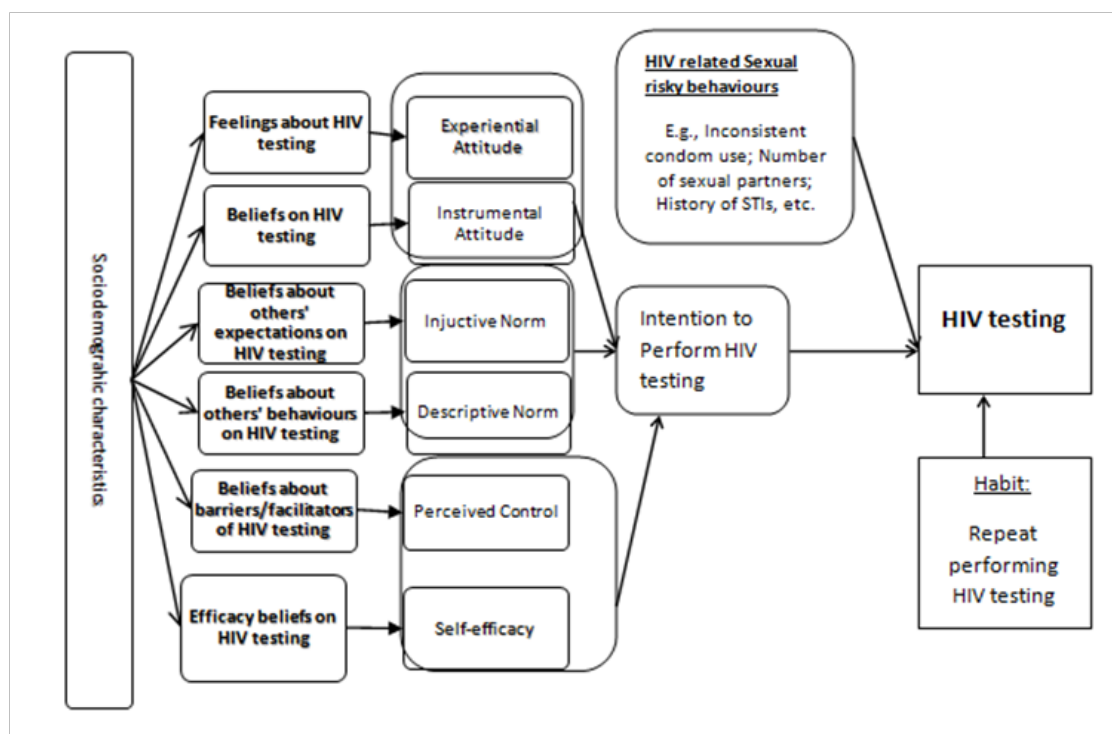 Sociodemograhic characteristics
Feelings about HIV
testing
Beliefs on HIV
testing
Beliefs about
others'
expectations on
HIV testing
Beliefs about
others' behaviours
on HIV testing
Beliefs about
barriers/facilitators
of HIV testing
Efficacy beliefs on
HIV testing
Experiential
Attitude
Instrumental
Attitude
Injuctive Norm
Descriptive Norm
Perceived Control
Self-efficacy
Intention to
Perform HIV
testing
HIV related Sexual
risky behaviours
E.g., Inconsistent
condom use; Number
of sexual partners;
History of STIs, etc.
HIV testing
Habit:
Repeat
performing
HIV testing